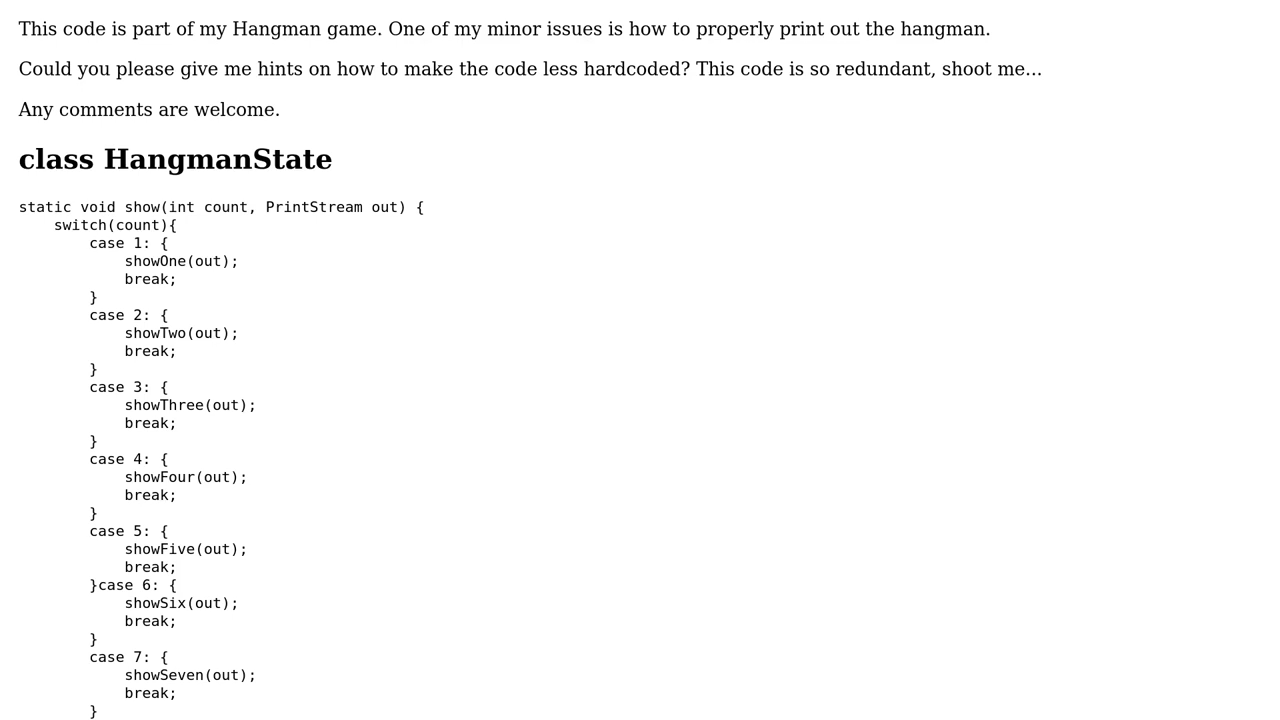 This code is part of my Hangman game. One of my minor issues is how to properly print out the hangman.
Could you please give me hints on how to make the code less hardcoded? This code is so redundant, shoot me...
Any comments are welcome.
class HangmanState
static void show(int count, PrintStream out) {
    switch(count){
        case 1: {
            showOne(out);
            break;
        }
        case 2: {
            showTwo(out);
            break;
        }
        case 3: {
            showThree(out);
            break;
        }
        case 4: {
            showFour(out);
            break;
        }
        case 5: {
            showFive(out);
            break;
        }case 6: {
            showSix(out);
            break;
        }
        case 7: {
            showSeven(out);
            break;
        }